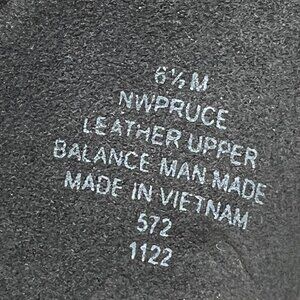 6½ M
NWPRUCE
LEATHER UPPER
BALANCE MAN MADE
MADE IN VIETNAM
572
1122